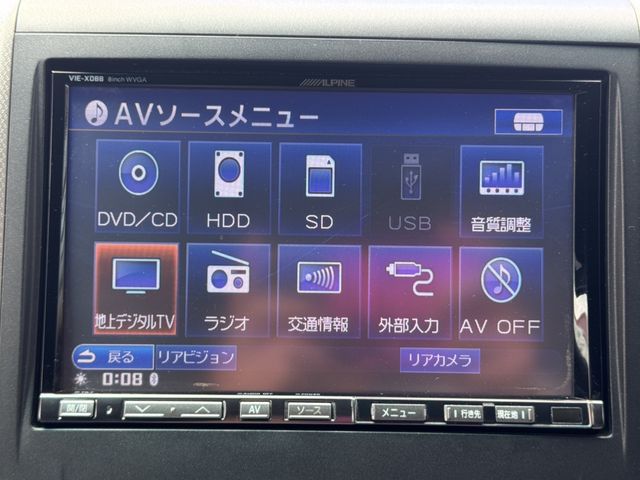 VIE-X088 8inch WVGA
ALPINE
AVソースメニュー
DVD/CD HDD SD USB 音質調整
地上デジタルTV ラジオ 交通情報 外部入力 AV OFF
戻る リアビジョン リアカメラ
0:08
開/閉 AV ソース メニュー 行き先 現在地